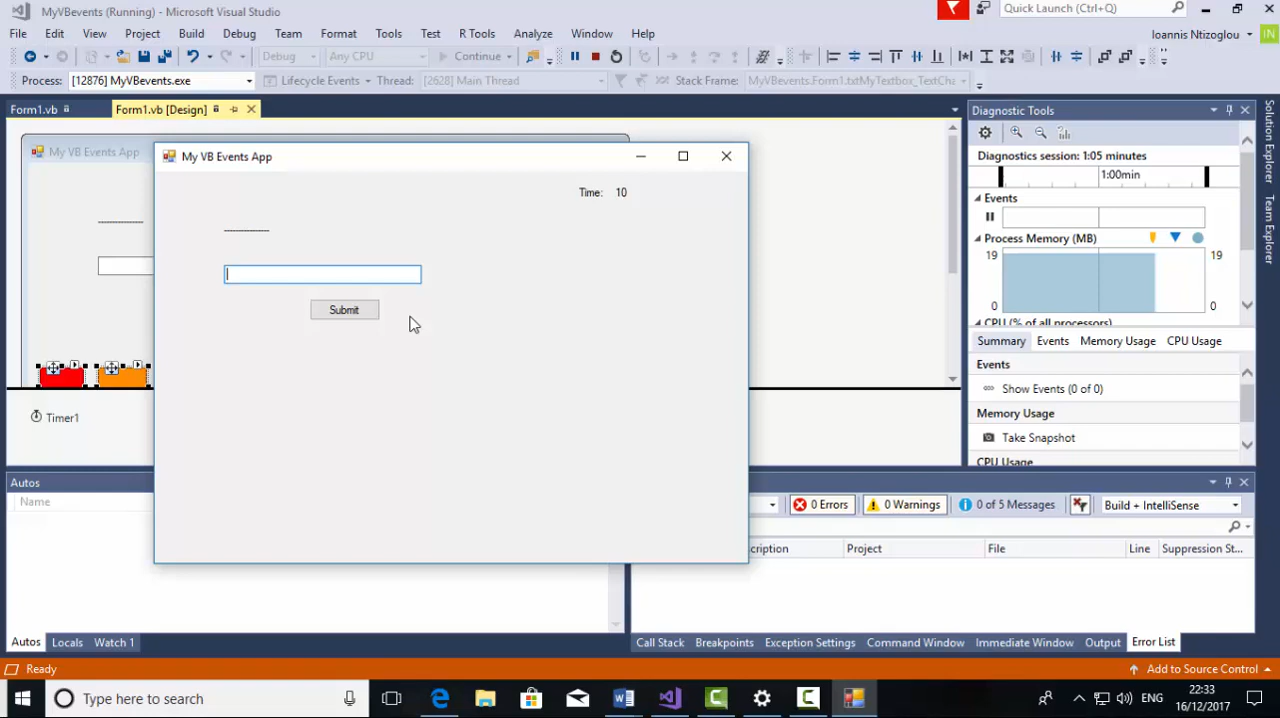 MyVBevents (Running) - Microsoft Visual Studio
Quick Launch (Ctrl+Q)
File Edit View Project Build Debug Team Format Tools Test R Tools Analyze Window Help
Ioannis Ntizoglou IN
Debug Any CPU Continue
Process: [12876] MyVBevents.exe Lifecycle Events Thread: [2628] Main Thread Stack Frame: MyVBevents.Form1.txtMyTextbox_TextChar
Form1.vb Form1.vb [Design]
Diagnostic Tools
My VB Events App
My VB Events App
Diagnostics session: 1:05 minutes
1:00min
Time: 10
Events
Process Memory (MB)
19 19
0 0
Submit
CPU (% of all processors)
Summary Events Memory Usage CPU Usage
Events
Show Events (0 of 0)
Memory Usage
Take Snapshot
CPU Usage
Timer1
Autos
Name
0 Errors 0 Warnings 0 of 5 Messages Build + IntelliSense
cription Project File Line Suppression St...
Autos Locals Watch 1
Call Stack Breakpoints Exception Settings Command Window Immediate Window Output Error List
Ready
Add to Source Control
Type here to search
ENG
22:33
16/12/2017